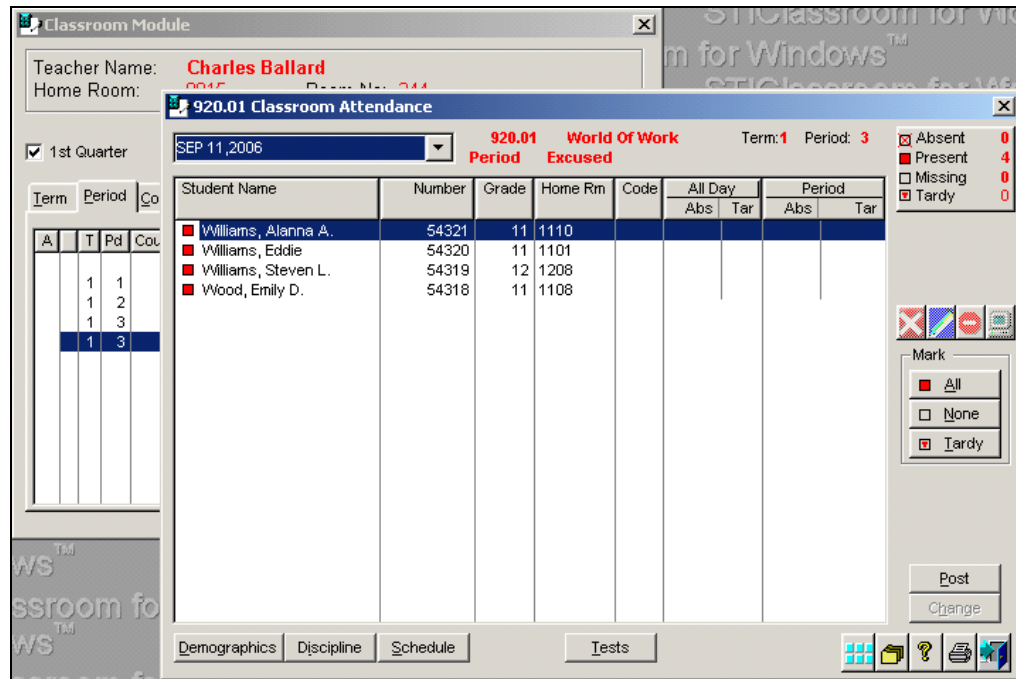 STIClassroom for
Classroom Module
m for Windows™
Teacher Name: Charles Ballard
Home Room:
920.01 Classroom Attendance
1st Quarter
SEP 11,2006
920.01 World Of Work Term:1 Period: 3
Period Excused
Absent 0
Present 4
Missing 0
Tardy 0
Term Period Co
Student Name Number Grade Home Rm Code All Day Period
Abs Tar Abs Tar
A T Pd Cou
Williams, Alanna A. 54321 11 1110
Williams, Eddie 54320 11 1101
Williams, Steven L. 54319 12 1208
Wood, Emily D. 54318 11 1108
1 1
1 2
1 3
1 3
Mark
All
None
Tardy
Post
Change
ws™
ssroom fo
ws™
Demographics Discipline Schedule Tests